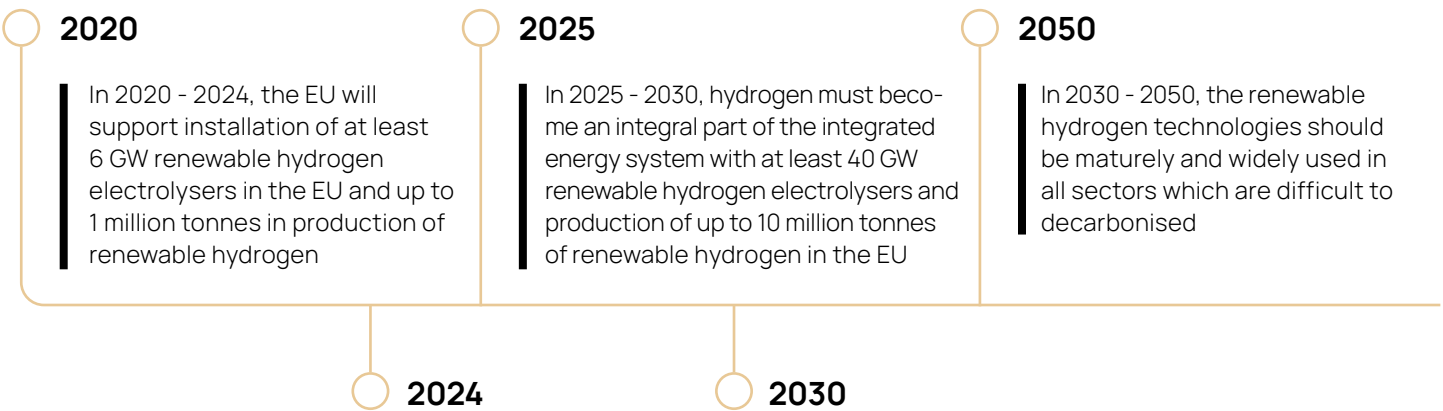 2020
In 2020 - 2024, the EU will
support installation of at least
6 GW renewable hydrogen
electrolysers in the EU and up to
1 million tonnes in production of
renewable hydrogen
2025
In 2025 - 2030, hydrogen must beco-
me an integral part of the integrated
energy system with at least 40 GW
renewable hydrogen electrolysers and
production of up to 10 million tonnes
of renewable hydrogen in the EU
2050
In 2030 - 2050, the renewable
hydrogen technologies should
be maturely and widely used in
all sectors which are difficult to
decarbonised
2024
2030